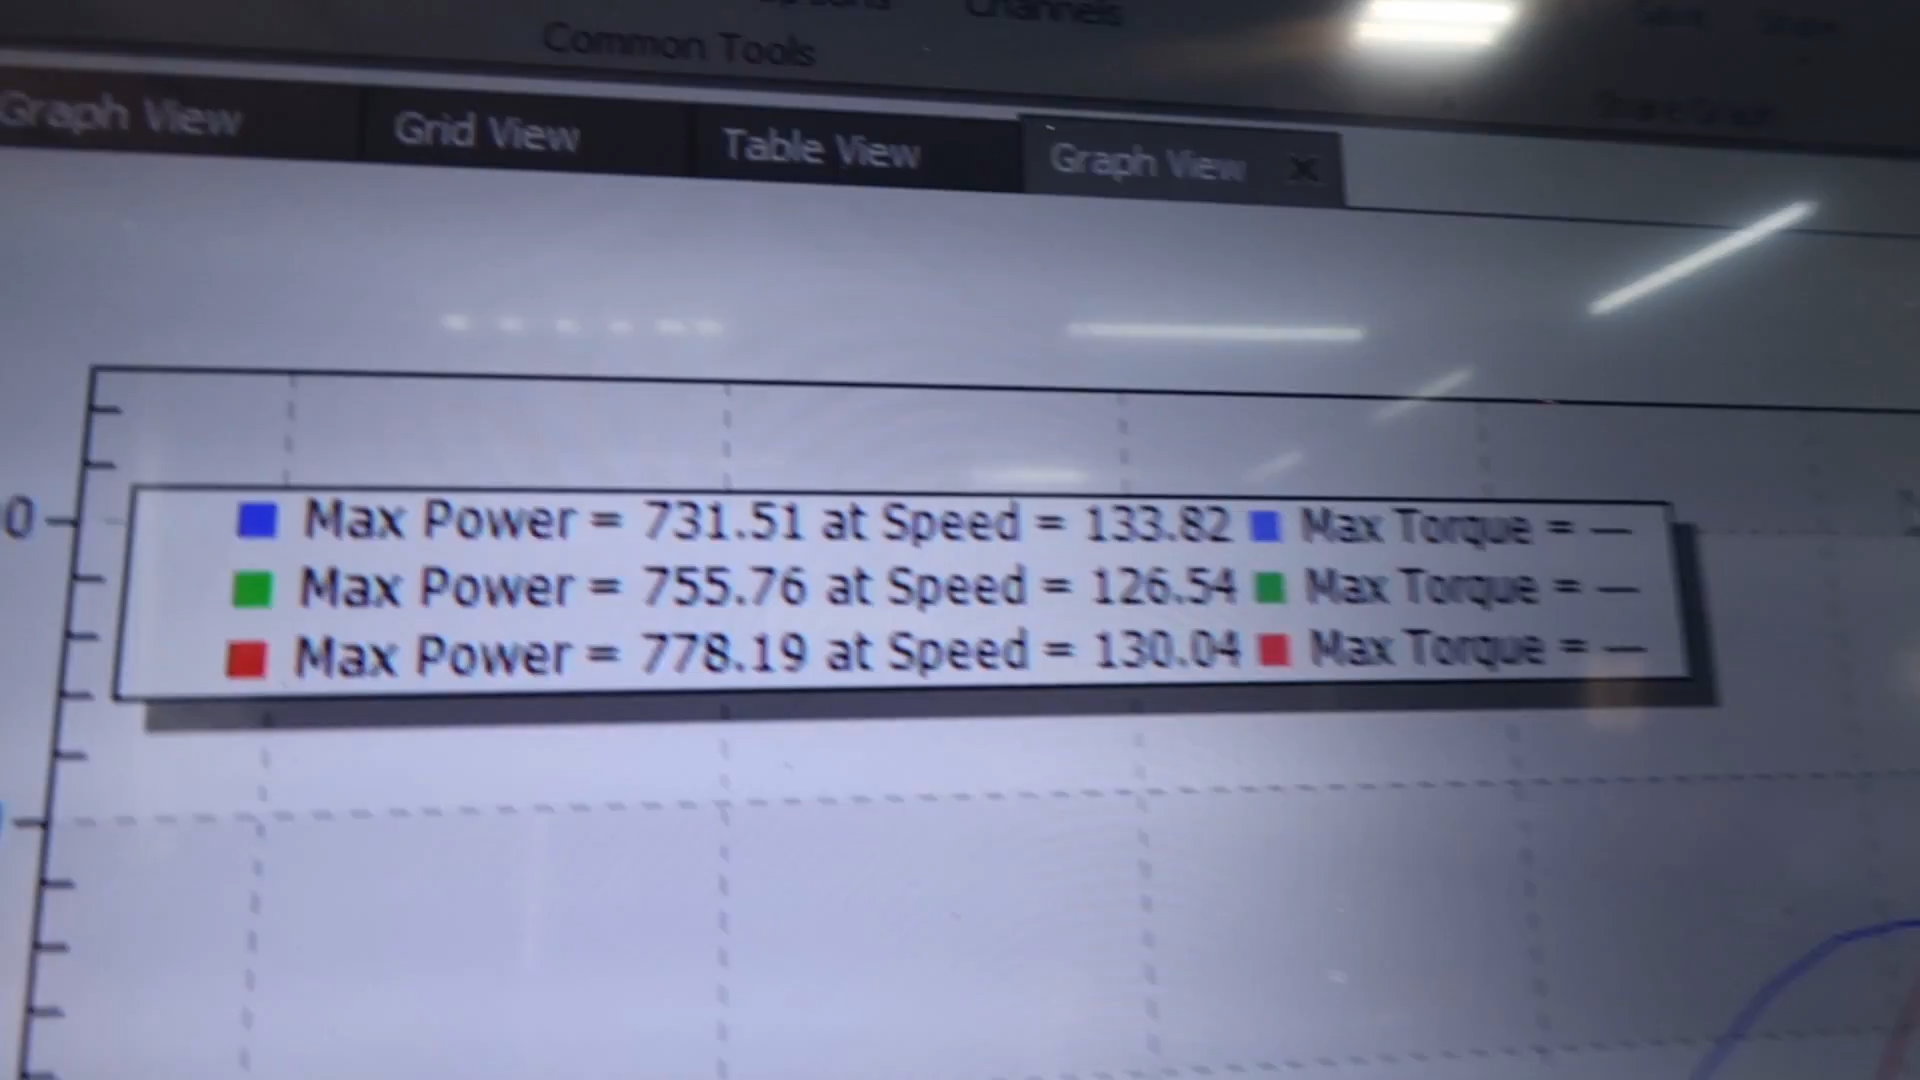 Channels
Common Tools
Graph View
Grid View
Table View
Graph View X
0
Max Power = 731.51 at Speed = 133.82 Max Torque = —
Max Power = 755.76 at Speed = 126.54 Max Torque = —
Max Power = 778.19 at Speed = 130.04 Max Torque = —